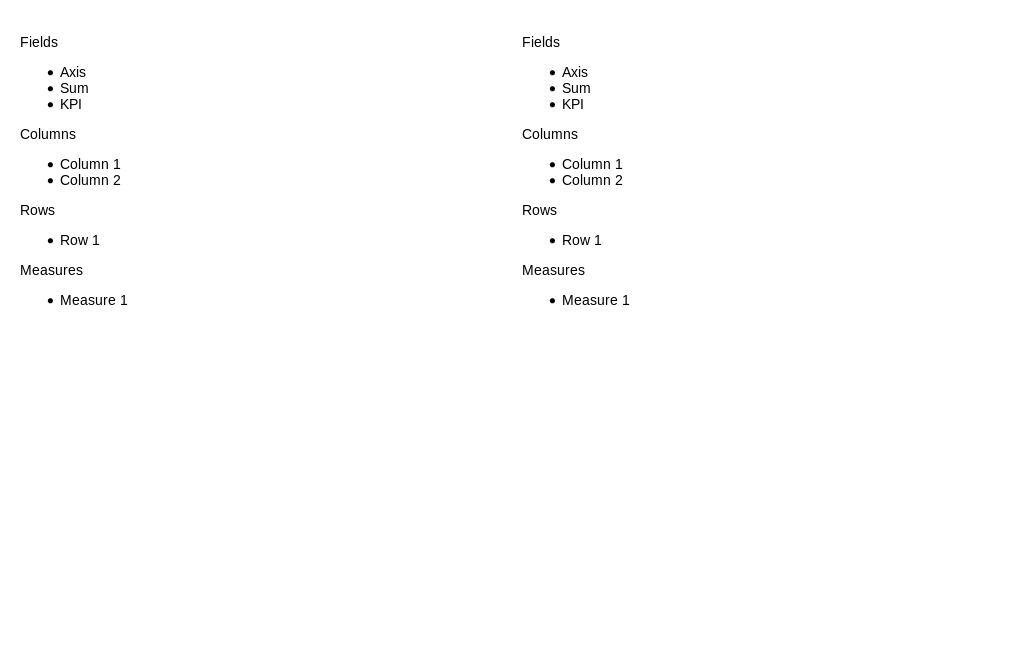 Fields
Axis
Sum
KPI
Columns
Column 1
Column 2
Rows
Row 1
Measures
Measure 1
Fields
Axis
Sum
KPI
Columns
Column 1
Column 2
Rows
Row 1
Measures
Measure 1